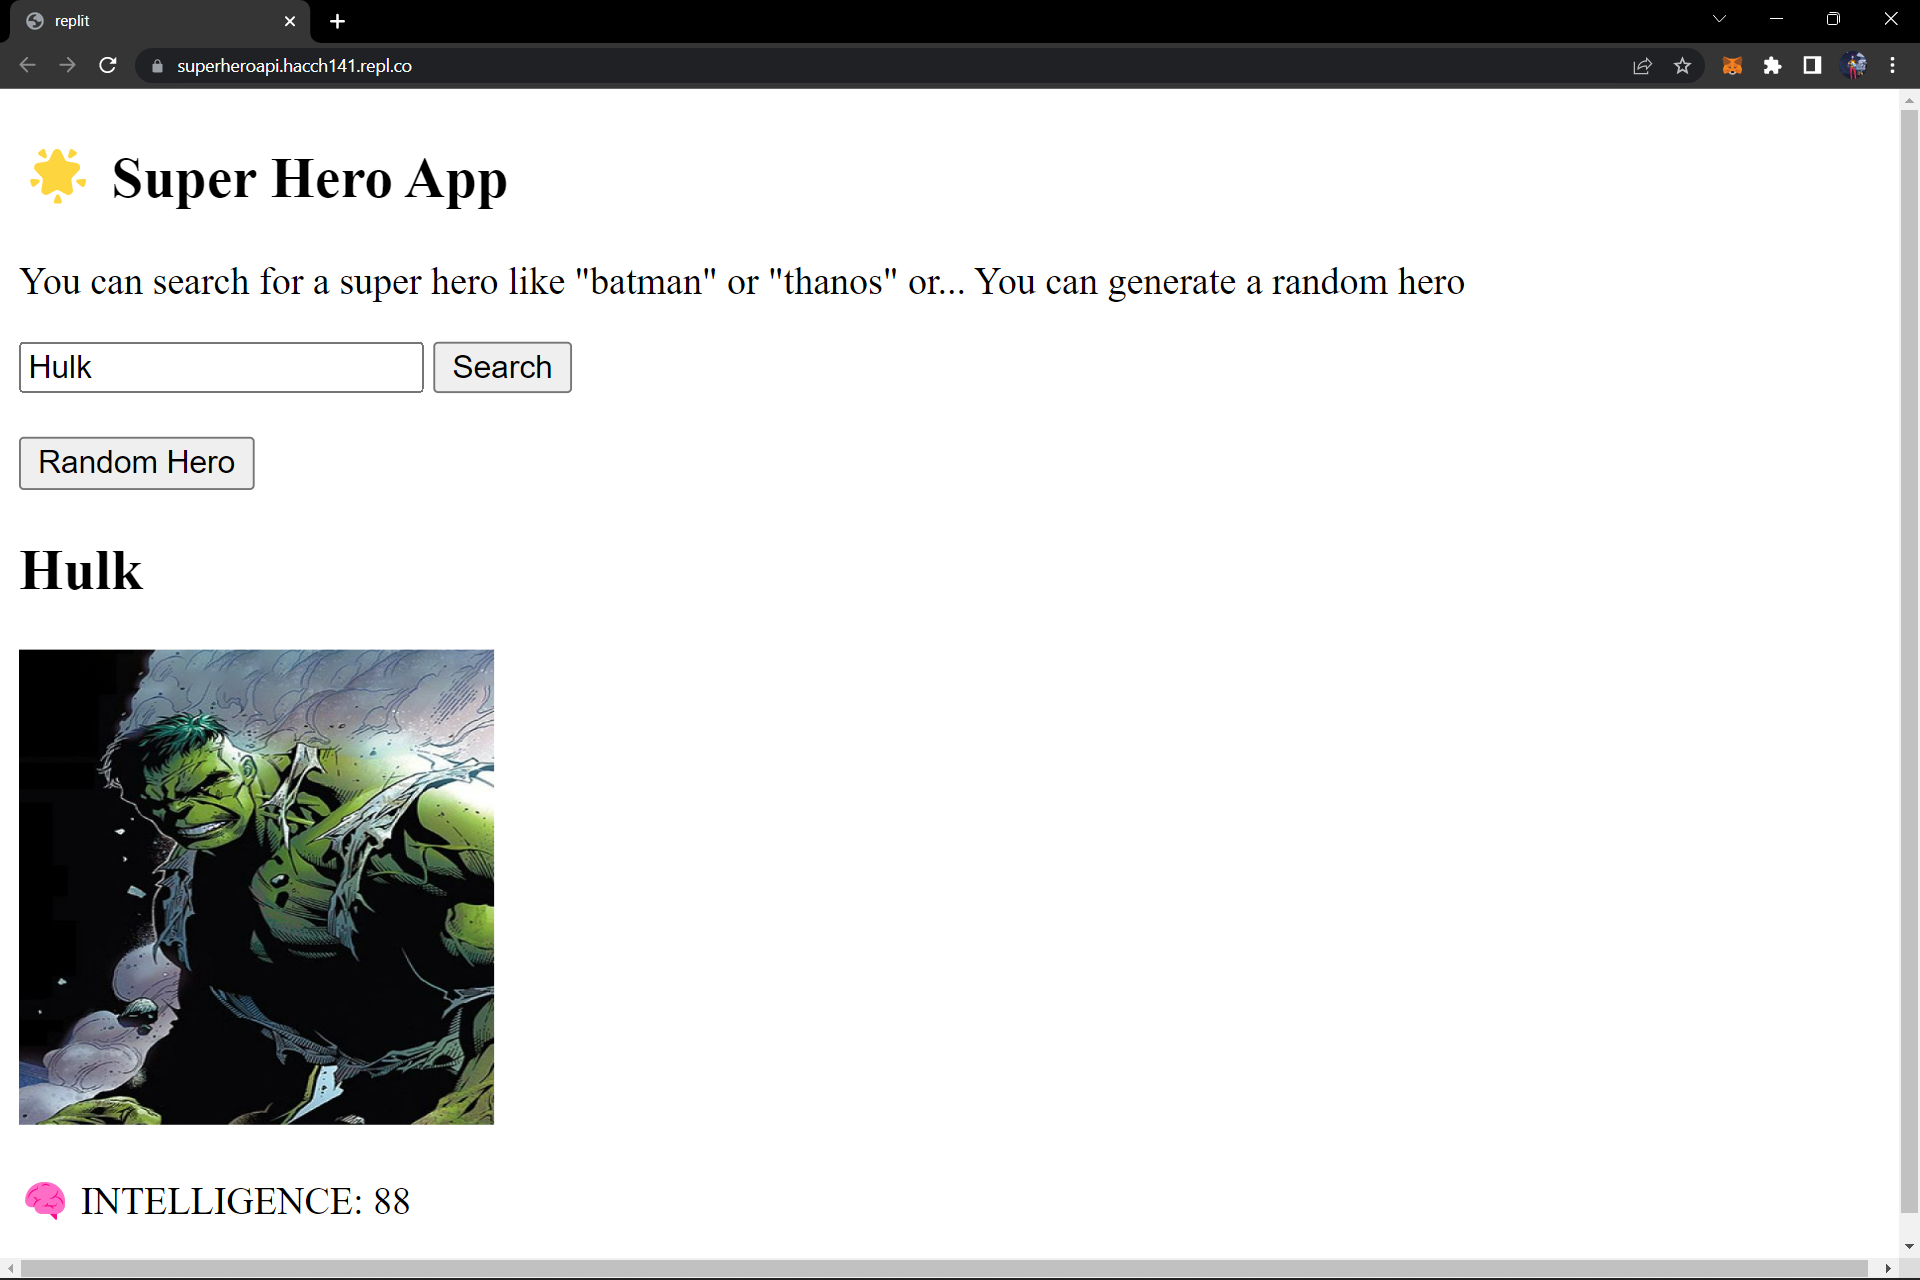 replit
superheroapi.hacch141.repl.co
🌟 Super Hero App
You can search for a super hero like "batman" or "thanos" or... You can generate a random hero
Hulk Search
Random Hero
Hulk
🧠 INTELLIGENCE: 88